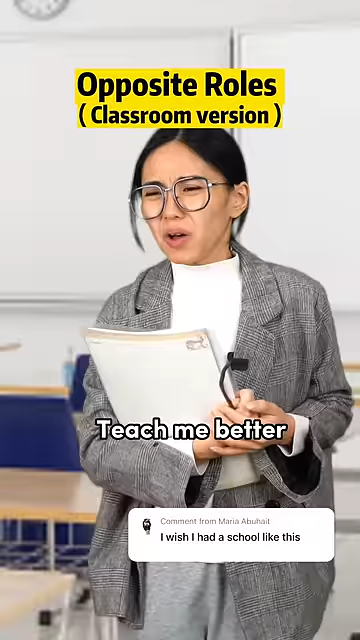 Opposite Roles
( Classroom version )
Teach me better
Comment from Maria Abuhait
I wish I had a school like this